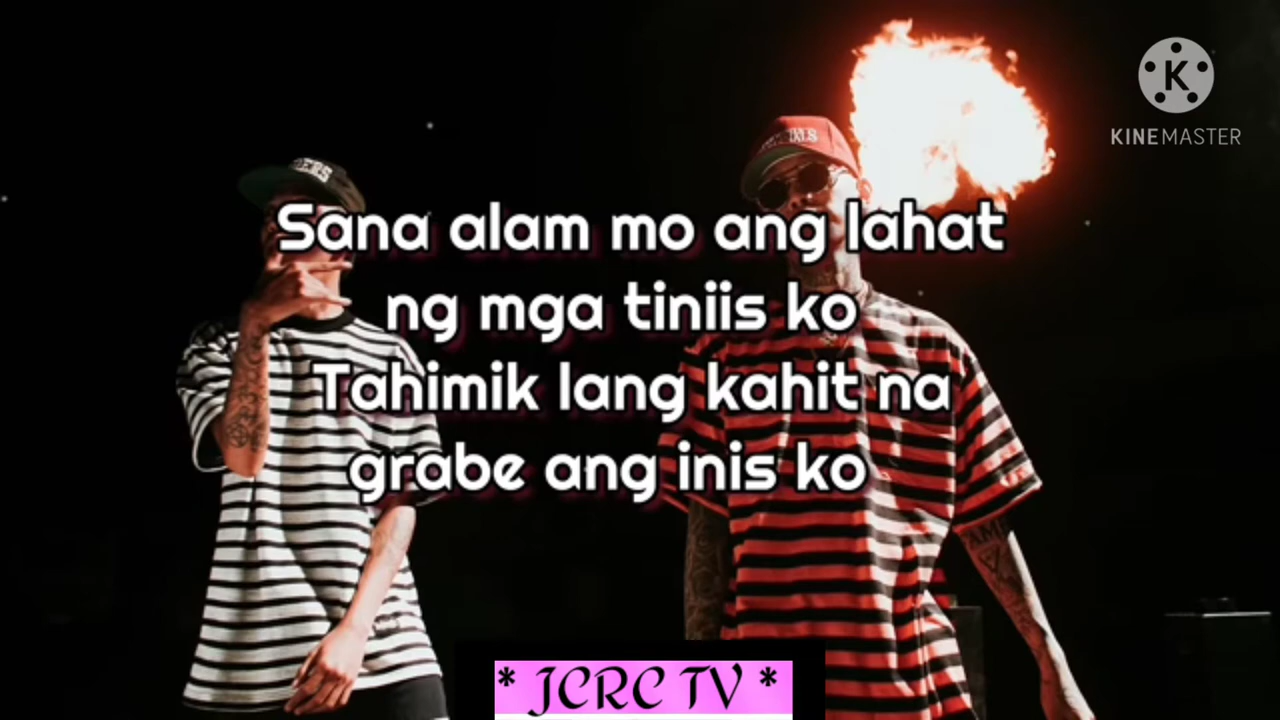 KINEMASTER
Sana alam mo ang lahat
ng mga tiniis ko
Tahimik lang kahit na
grabe ang inis ko
* JCRC TV *